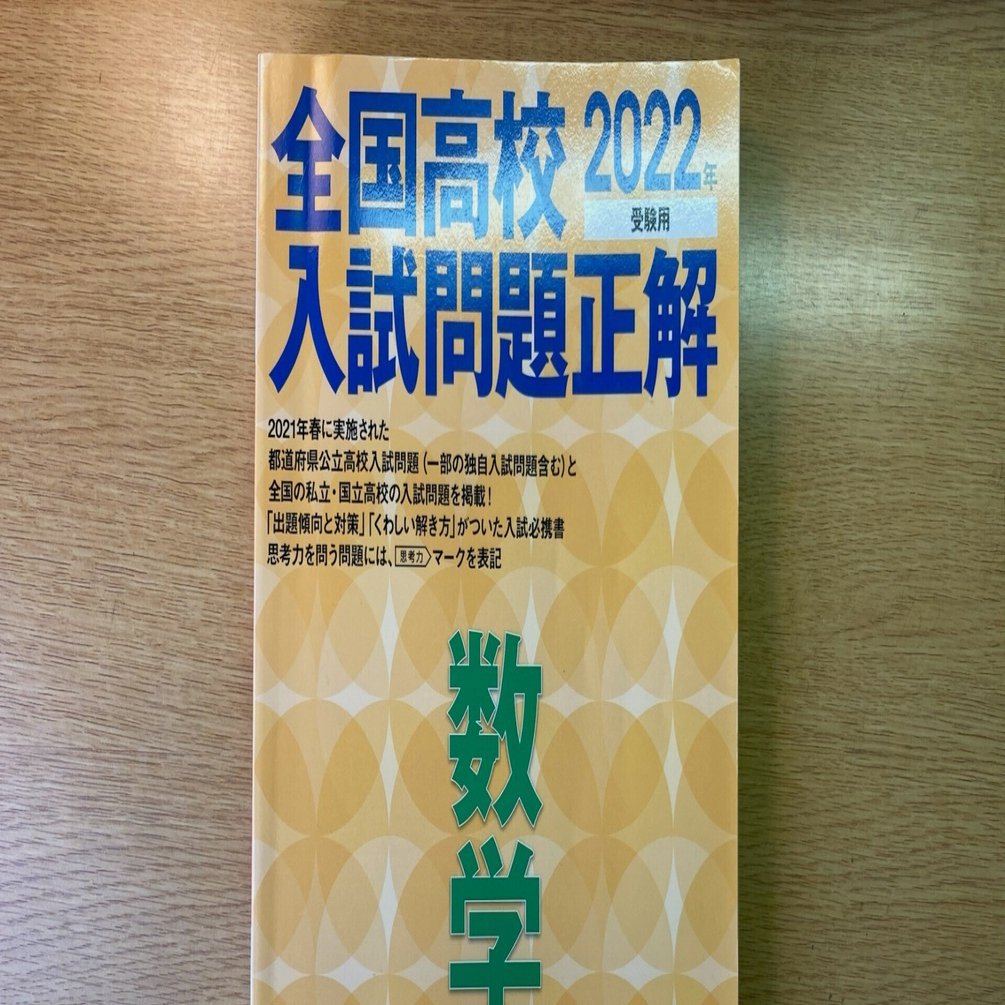 全国高校
2022年
受験用
入試問題正解
2021年春に実施された
都道府県公立高校入試問題（一部の独自入試問題含む）と
全国の私立・国立高校の入試問題を掲載！
「出題傾向と対策」「くわしい解き方」がついた入試必携書
思考力を問う問題には、思考力マークを表記
数学